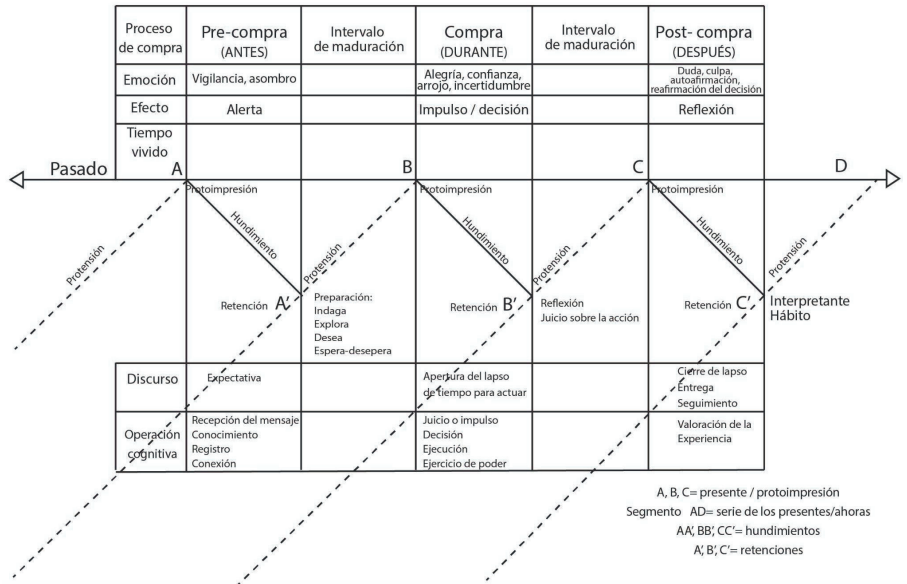 Proceso
de compra
Pre-compra
(ANTES)
Intervalo
de maduración
Compra
(DURANTE)
Intervalo
de maduración
Post- compra
(DESPUÉS)
Emoción
Vigilancia, asombro
Alegría, confianza,
arrojo, incertidumbre
Duda, culpa,
autoafirmación,
reafirmación del decisión
Efecto
Alerta
Impulso / decisión
Reflexión
Tiempo
vivido
Pasado
A
B
C
D
Protoimpresión
Protoimpresión
Protoimpresión
Protensión
Hundimiento
Protensión
Hundimiento
Protensión
Hundimiento
Protensión
Retención A'
Preparación:
Indaga
Explora
Desea
Espera-desepera
Retención B'
Reflexión
Juicio sobre la acción
Retención C'
Interpretante
Hábito
Discurso
Expectativa
Apertura del lapso
de tiempo para actuar
Cierre de lapso
Entrega
Seguimiento
Operación
cognitiva
Recepción del mensaje
Conocimiento
Registro
Conexión
Juicio o impulso
Decisión
Ejecución
Ejercicio de poder
Valoración de la
Experiencia
A, B, C= presente / protoimpresión
Segmento AD= serie de los presentes/ahoras
AA', BB', CC'= hundimientos
A', B', C'= retenciones